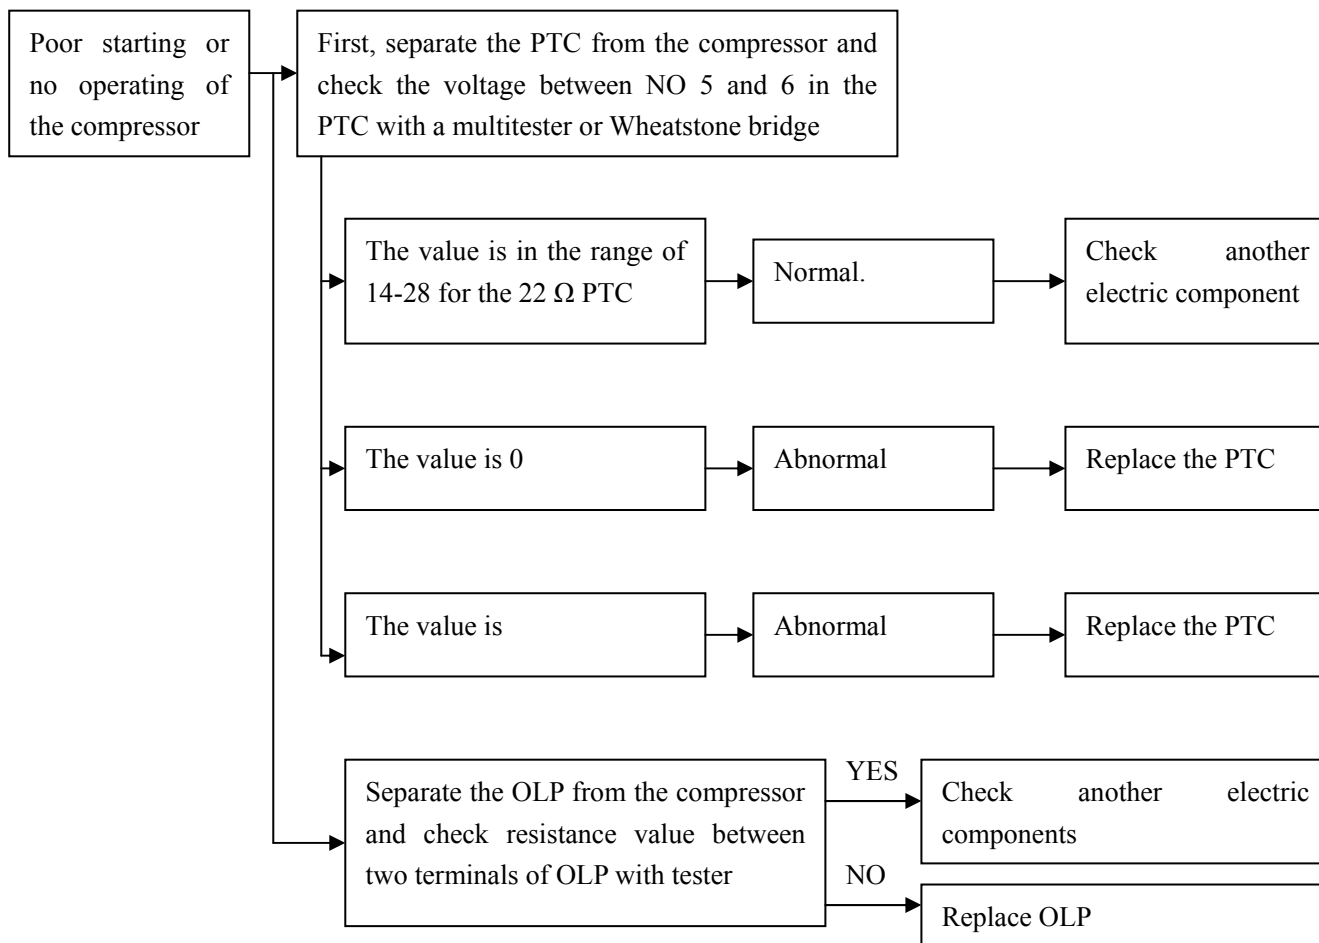 Poor starting or
no operating of
the compressor
First, separate the PTC from the compressor and
check the voltage between NO 5 and 6 in the
PTC with a multitester or Wheatstone bridge
The value is in the range of
14-28 for the 22 Ω PTC
Normal.
Check another
electric component
The value is 0
Abnormal
Replace the PTC
The value is
Abnormal
Replace the PTC
Separate the OLP from the compressor
and check resistance value between
two terminals of OLP with tester
YES
Check another electric
components
NO
Replace OLP